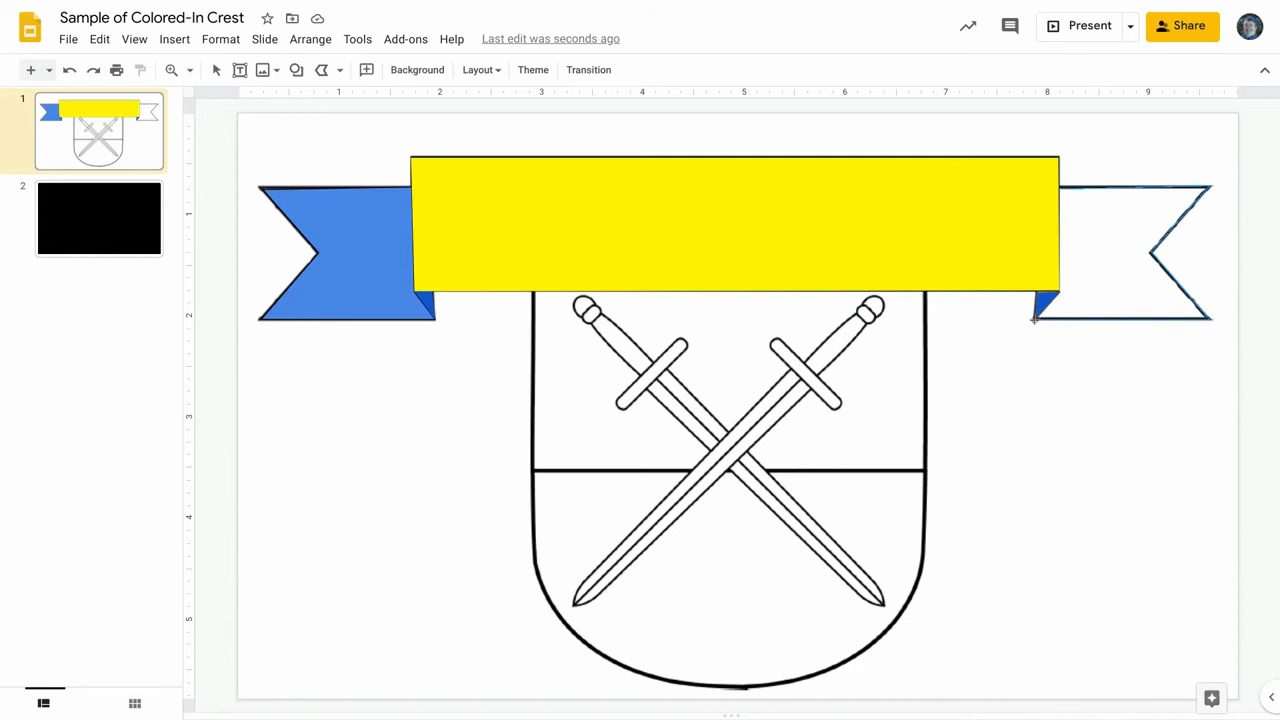 Sample of Colored-In Crest
File Edit View Insert Format Slide Arrange Tools Add-ons Help Last edit was seconds ago
Present
Share
Background Layout Theme Transition
1 2 3 4 5 6 7 8 9
1
2
1
2
3
4
5